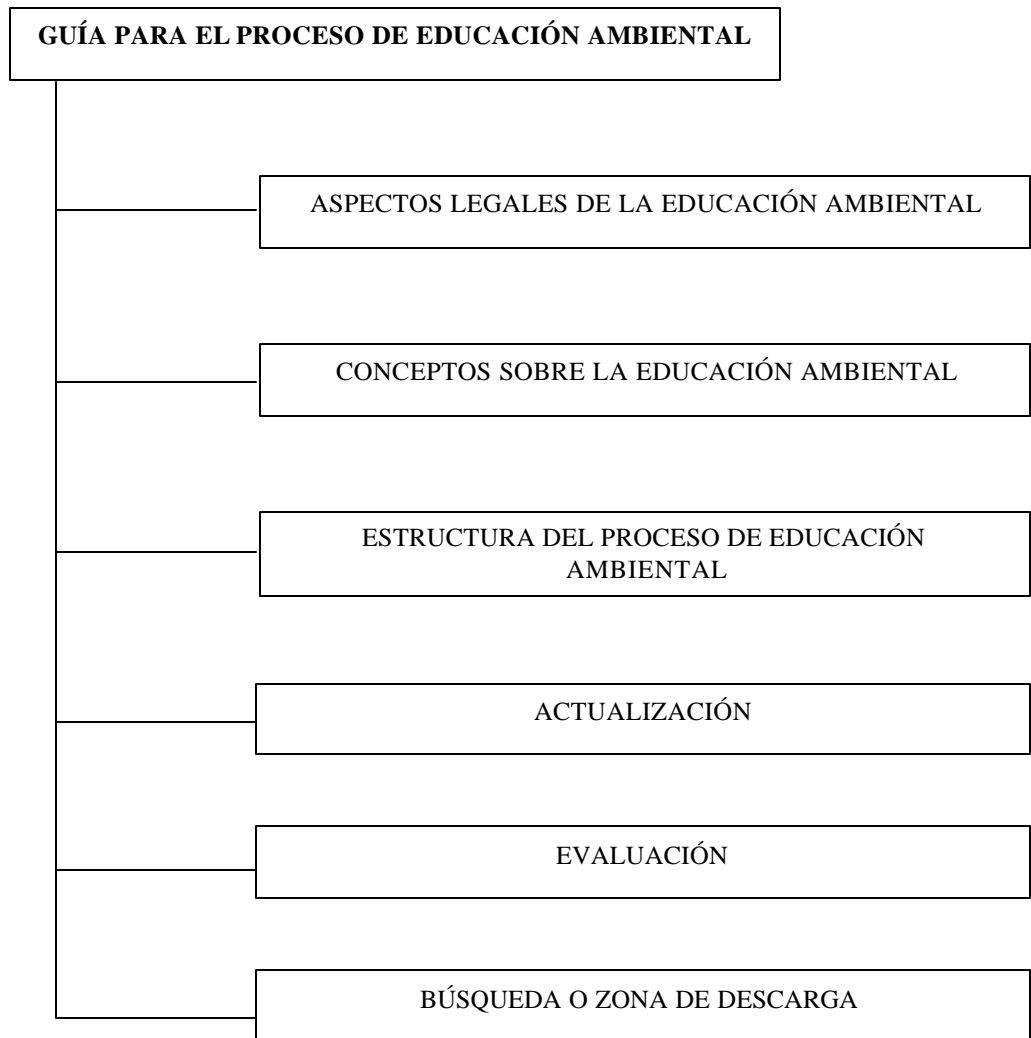 GUÍA PARA EL PROCESO DE EDUCACIÓN AMBIENTAL
ASPECTOS LEGALES DE LA EDUCACIÓN AMBIENTAL
CONCEPTOS SOBRE LA EDUCACIÓN AMBIENTAL
ESTRUCTURA DEL PROCESO DE EDUCACIÓN
AMBIENTAL
ACTUALIZACIÓN
EVALUACIÓN
BÚSQUEDA O ZONA DE DESCARGA